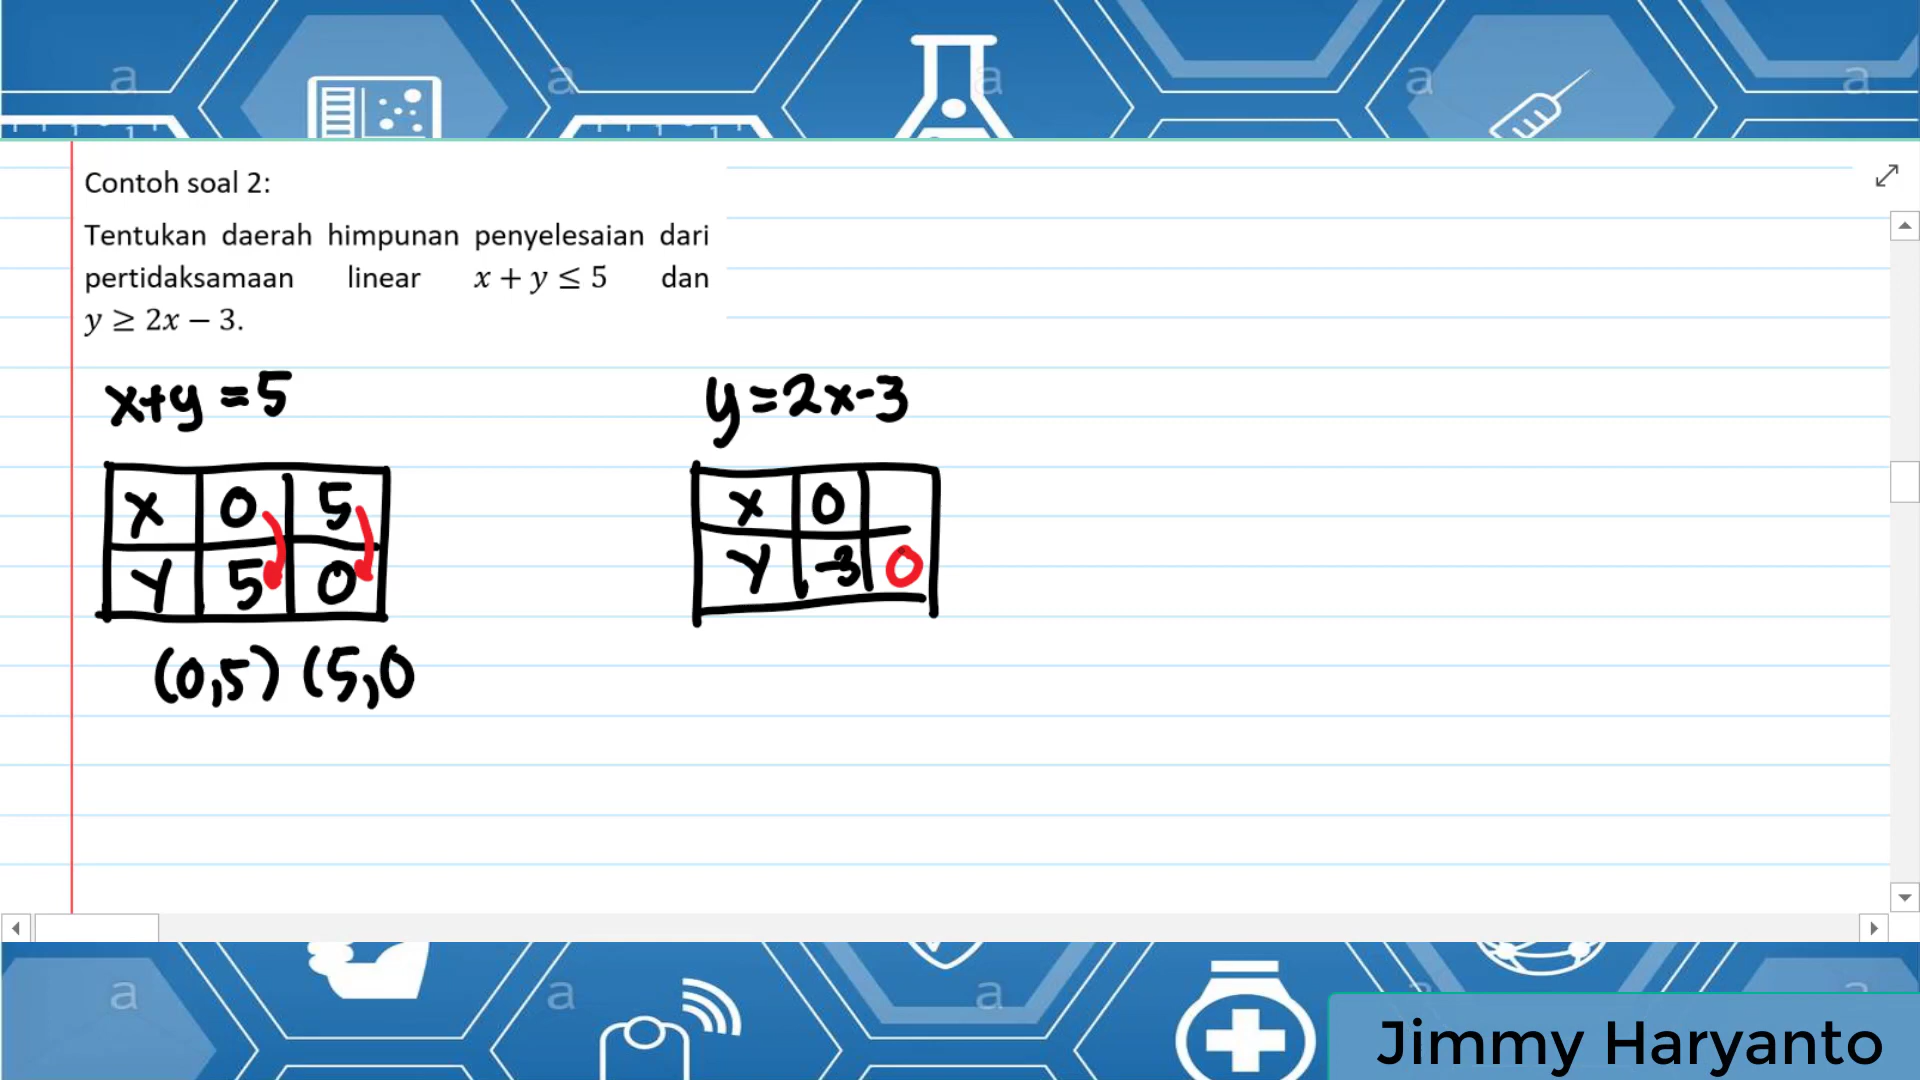 a a a a a
Contoh soal 2:
Tentukan daerah himpunan penyelesaian dari
pertidaksamaan linear x + y ≤ 5 dan
y ≥ 2x − 3.
x+y = 5
y = 2x-3
x 0 5
y 5 0
x 0
y -3 0
(0,5) (5,0
a a a a a
Jimmy Haryanto